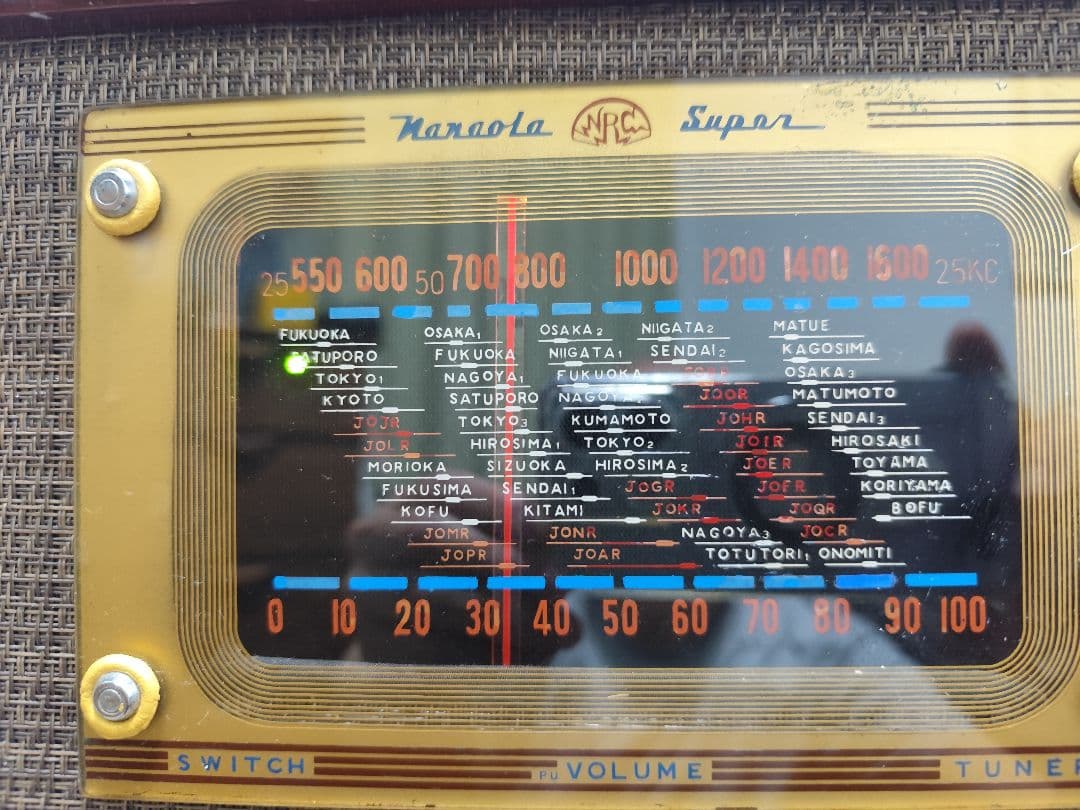 Nanaola NRC Super
25 550 600 50 700 800 1000 1200 1400 1600 25KC
FUKUOKA OSAKA1 OSAKA2 NIIGATA2 MATUE
SATUPORO FUKUOKA NIIGATA1 SENDAI2 KAGOSIMA
TOKYO1 NAGOYA1 FUKUOKA OSAKA3
KYOTO SATUPORO NAGOYA2 JOOR MATUMOTO
JOJR TOKYO3 KUMAMOTO JOHR SENDAI3
JOLR HIROSIMA1 TOKYO2 JOIR HIROSAKI
MORIOKA SIZUOKA HIROSIMA2 JOER TOYAMA
FUKUSIMA SENDAI1 JOGR JOFR KORIYAMA
KOFU KITAMI JOKR JOQR BOFU
JOMR JONR NAGOYA3 JOCR
JOPR JOAR TOTUTORI1 ONOMITI
0 10 20 30 40 50 60 70 80 90 100
SWITCH PU VOLUME TUNER